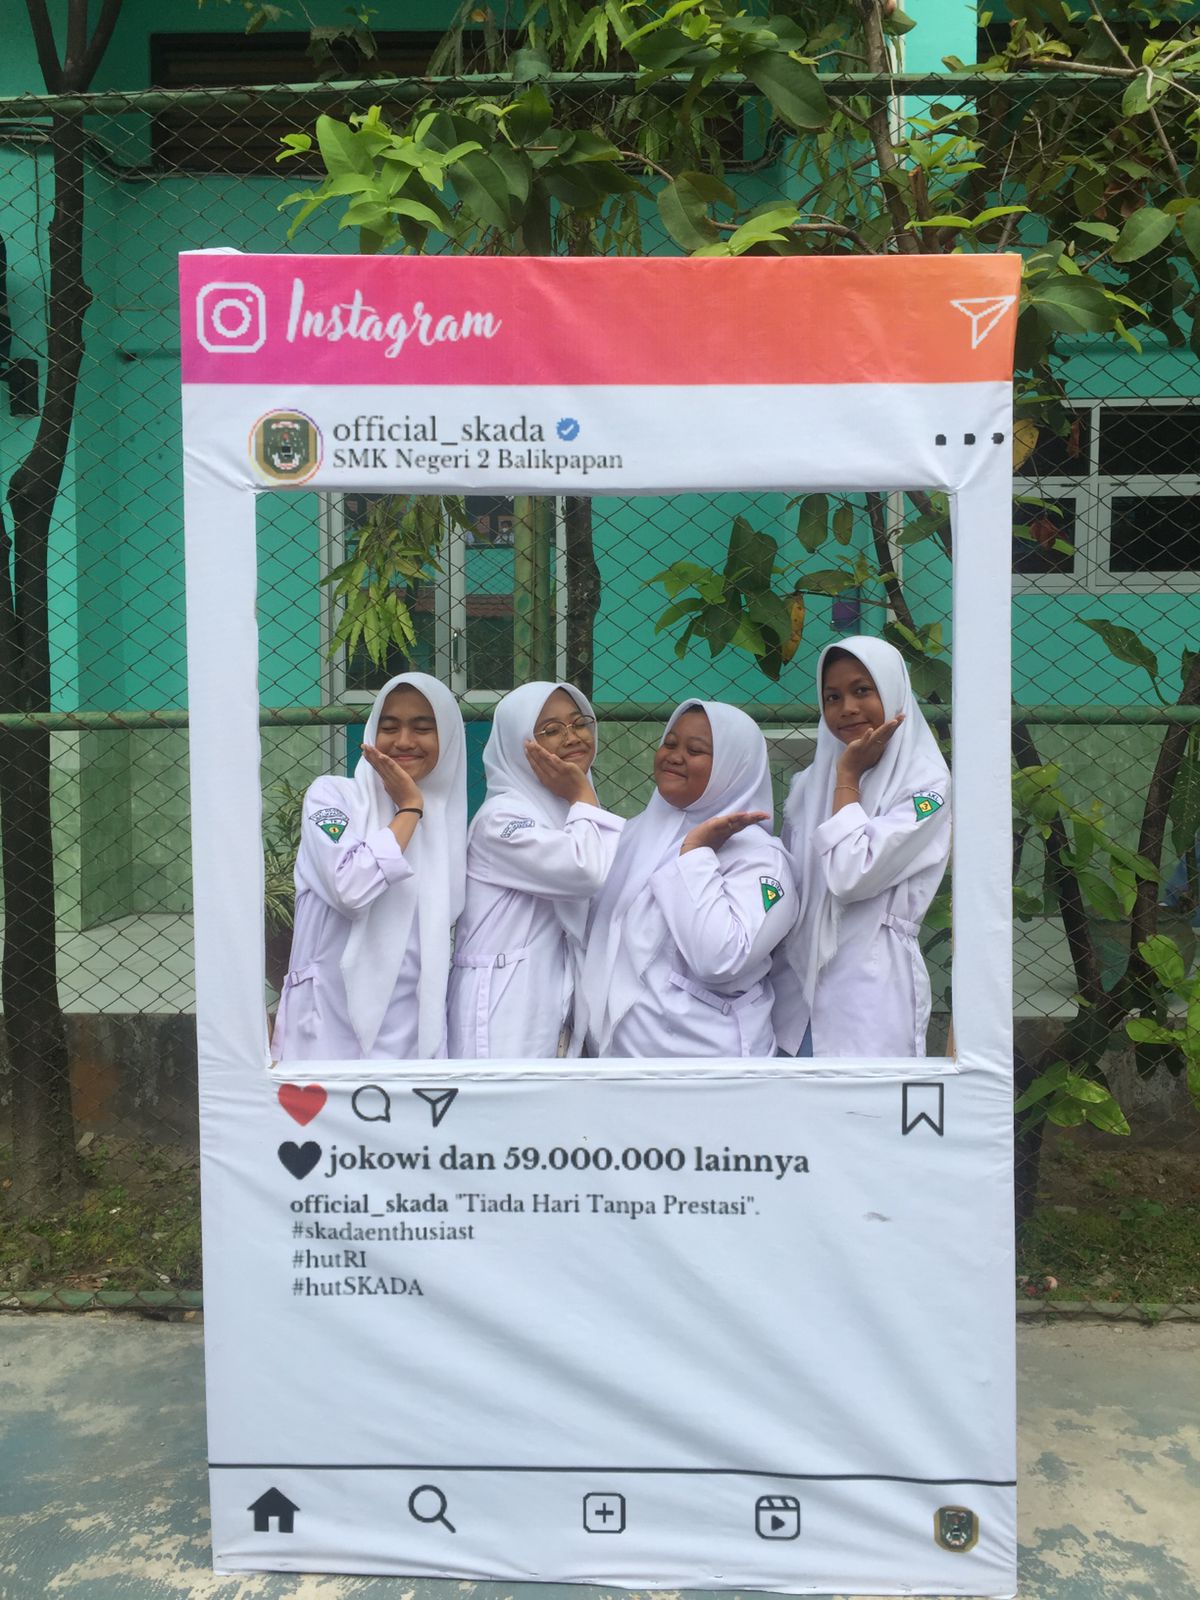 Instagram
official_skada
SMK Negeri 2 Balikpapan
jokowi dan 59.000.000 lainnya
official_skada "Tiada Hari Tanpa Prestasi".
#skadaenthusiast
#hutRI
#hutSKADA